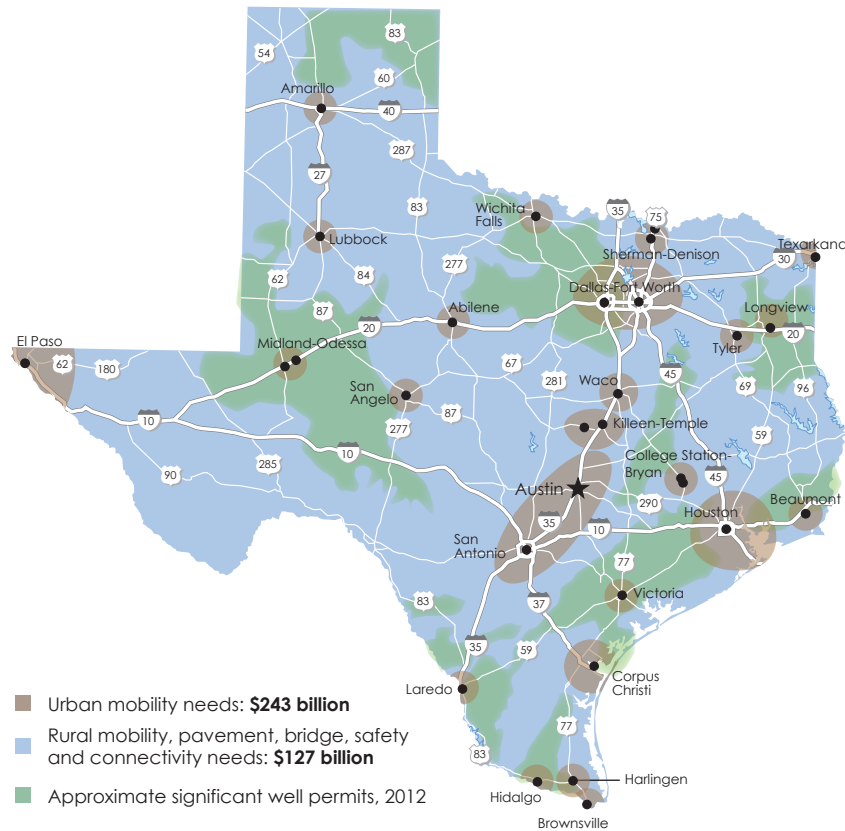 83
54
60
Amarillo
40
287
27
83
Wichita
Falls
35
75
Lubbock
Sherman-Denison
Texarkana
30
277
62
84
Dallas-Fort Worth
87
Abilene
Longview
20
20
El Paso
Midland-Odessa
Tyler
62
180
67
45
281
Waco
69
96
San
Angelo
87
277
Killeen-Temple
10
59
10
College Station-
Bryan
90
285
45
Austin
290
Beaumont
35
Houston
10
San
Antonio
77
83
37
Victoria
35
59
Corpus
Christi
Laredo
77
83
Harlingen
Hidalgo
Brownsville
Urban mobility needs: $243 billion
Rural mobility, pavement, bridge, safety
and connectivity needs: $127 billion
Approximate significant well permits, 2012